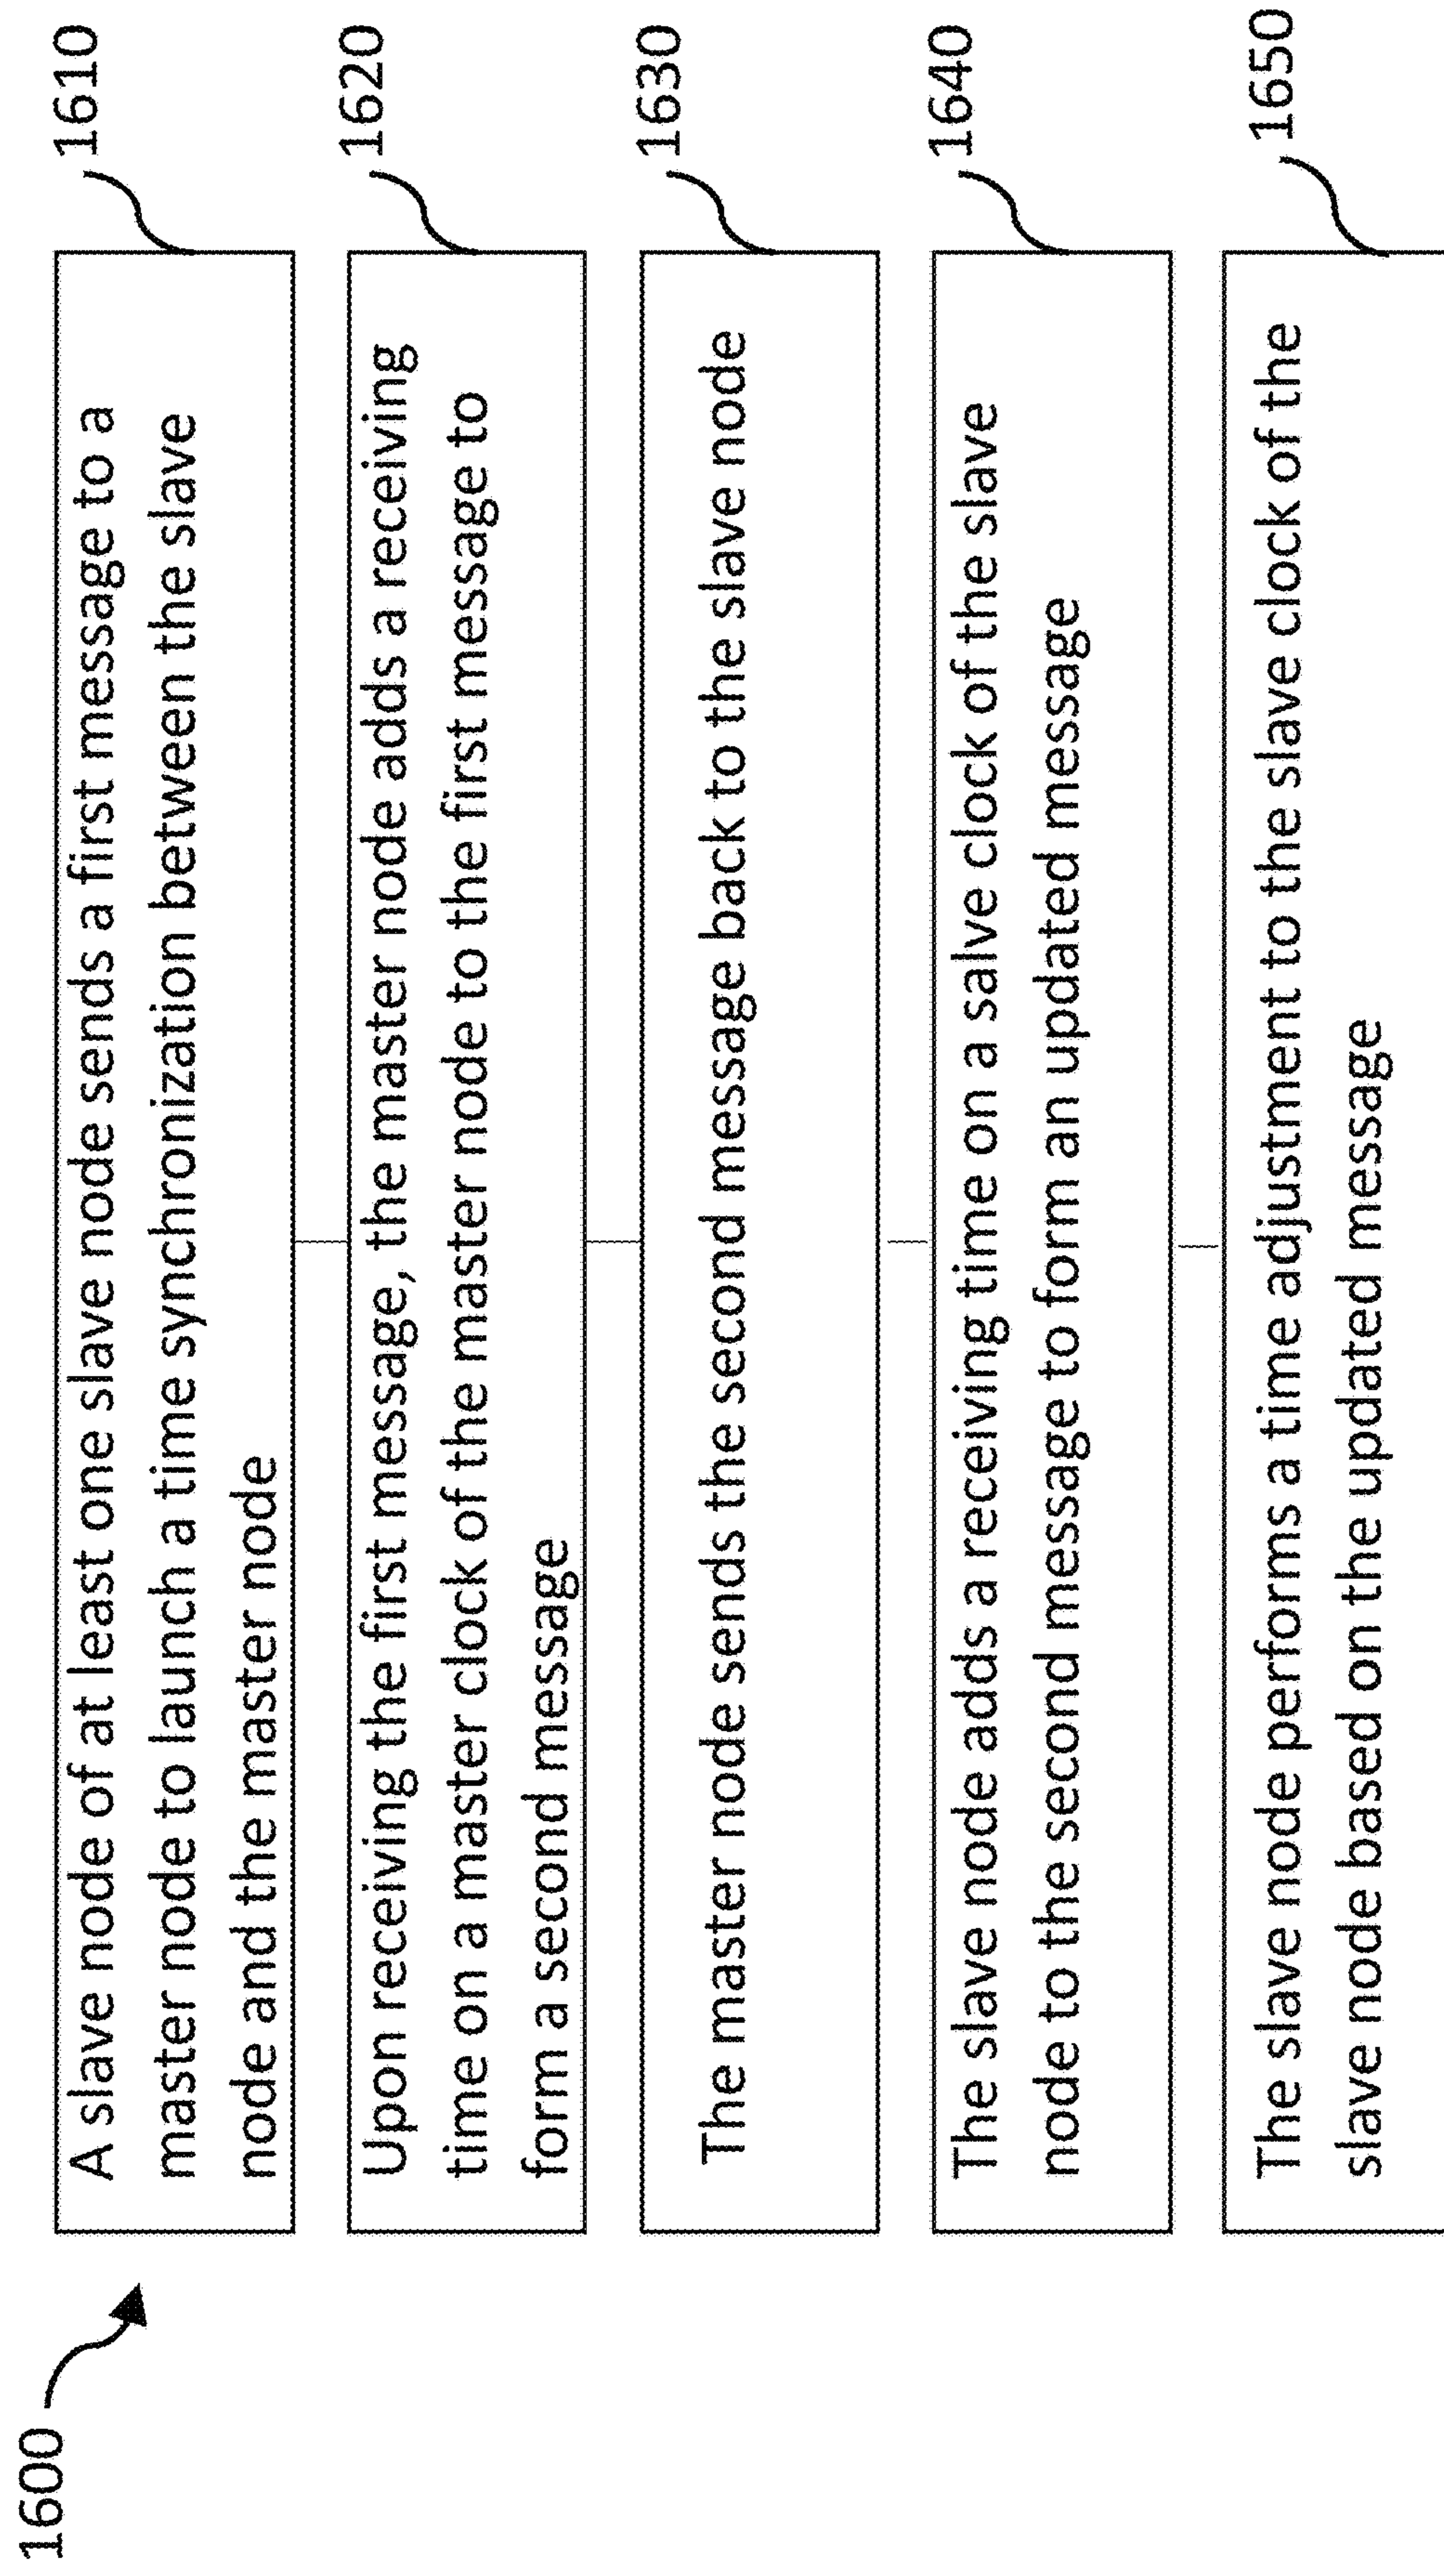 1600
A slave node of at least one slave node sends a first message to a
master node to launch a time synchronization between the slave
node and the master node
1610
Upon receiving the first message, the master node adds a receiving
time on a master clock of the master node to the first message to
form a second message
1620
The master node sends the second message back to the slave node
1630
The slave node adds a receiving time on a salve clock of the slave
node to the second message to form an updated message
1640
The slave node performs a time adjustment to the slave clock of the
slave node based on the updated message
1650